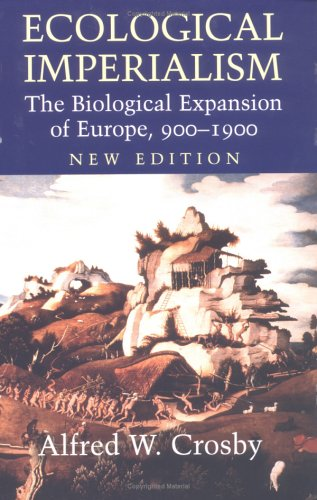 ECOLOGICAL
IMPERIALISM
The Biological Expansion
of Europe, 900–1900
NEW EDITION
Alfred W. Crosby